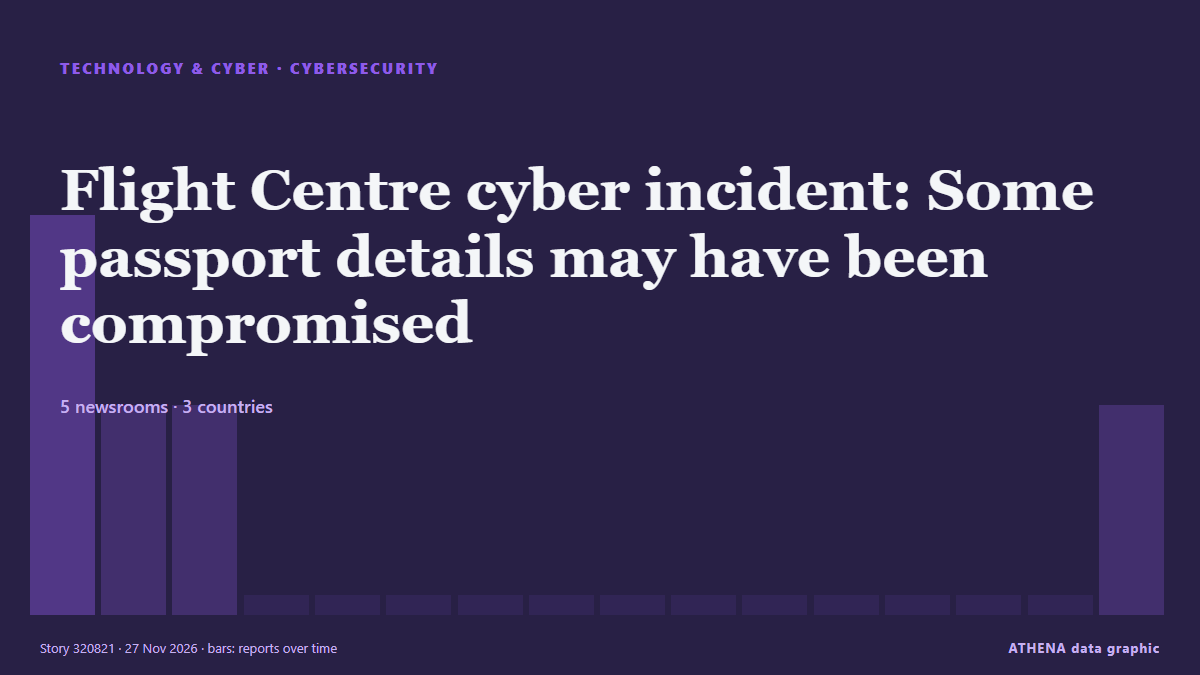 TECHNOLOGY & CYBER · CYBERSECURITY
Flight Centre cyber incident: Some
passport details may have been
compromised
5 newsrooms · 3 countries
Story 320821 · 27 Nov 2026 · bars: reports over time
ATHENA data graphic